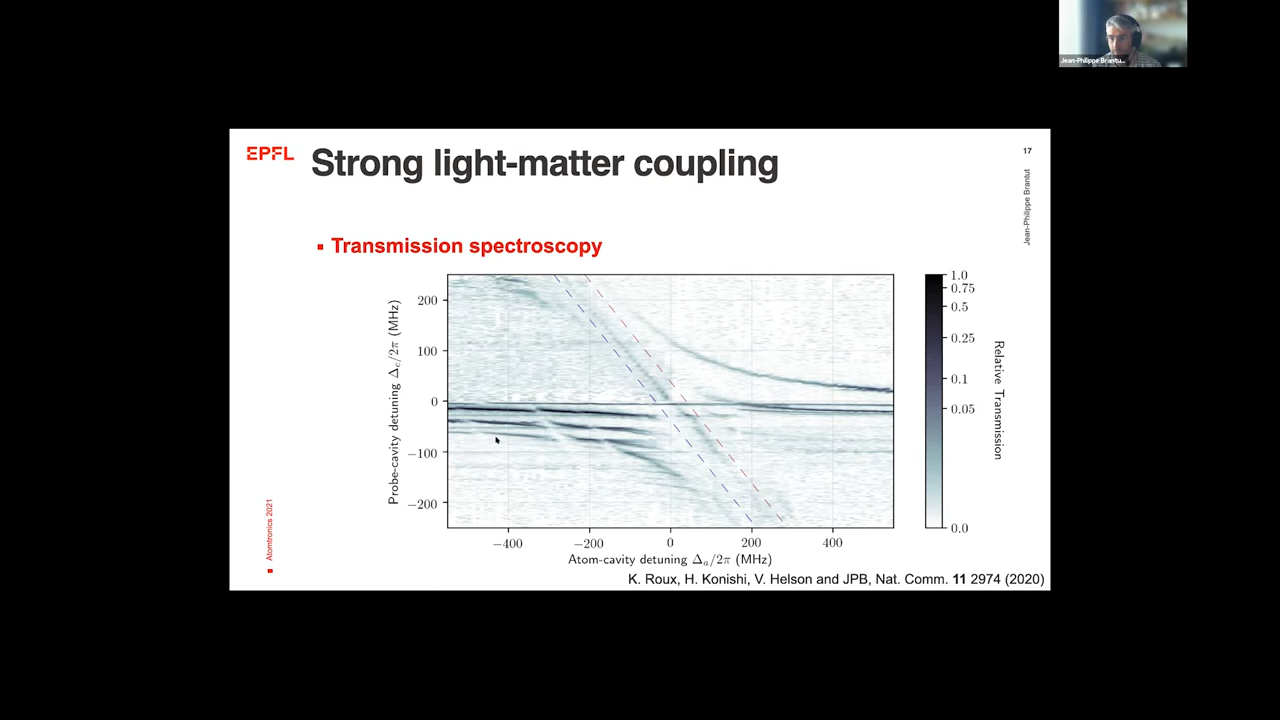 Jean-Philippe Brantu...
EPFL
Strong light-matter coupling
17
Jean-Philippe Brantut
▪ Transmission spectroscopy
Probe-cavity detuning Δc/2π (MHz)
200
100
0
−100
−200
−400
−200
0
200
400
Atom-cavity detuning Δa/2π (MHz)
1.0
0.75
0.5
0.25
0.1
0.05
0.0
Relative Transmission
▪ Atomtronics 2021
K. Roux, H. Konishi, V. Helson and JPB, Nat. Comm. 11 2974 (2020)